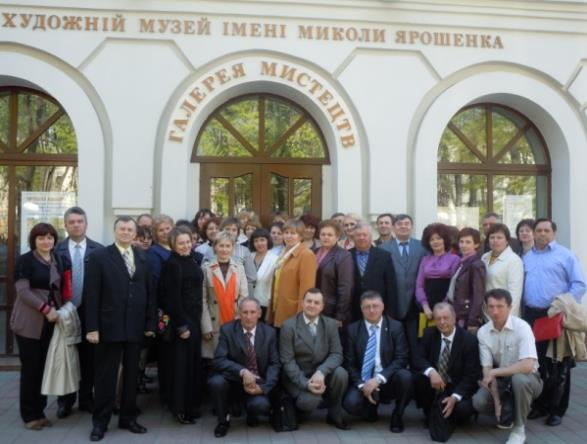 ХУДОЖНІЙ МУЗЕЙ ІМЕНІ МИКОЛИ ЯРОШЕНКА
ГАЛЕРЕЯ МИСТЕЦТВ